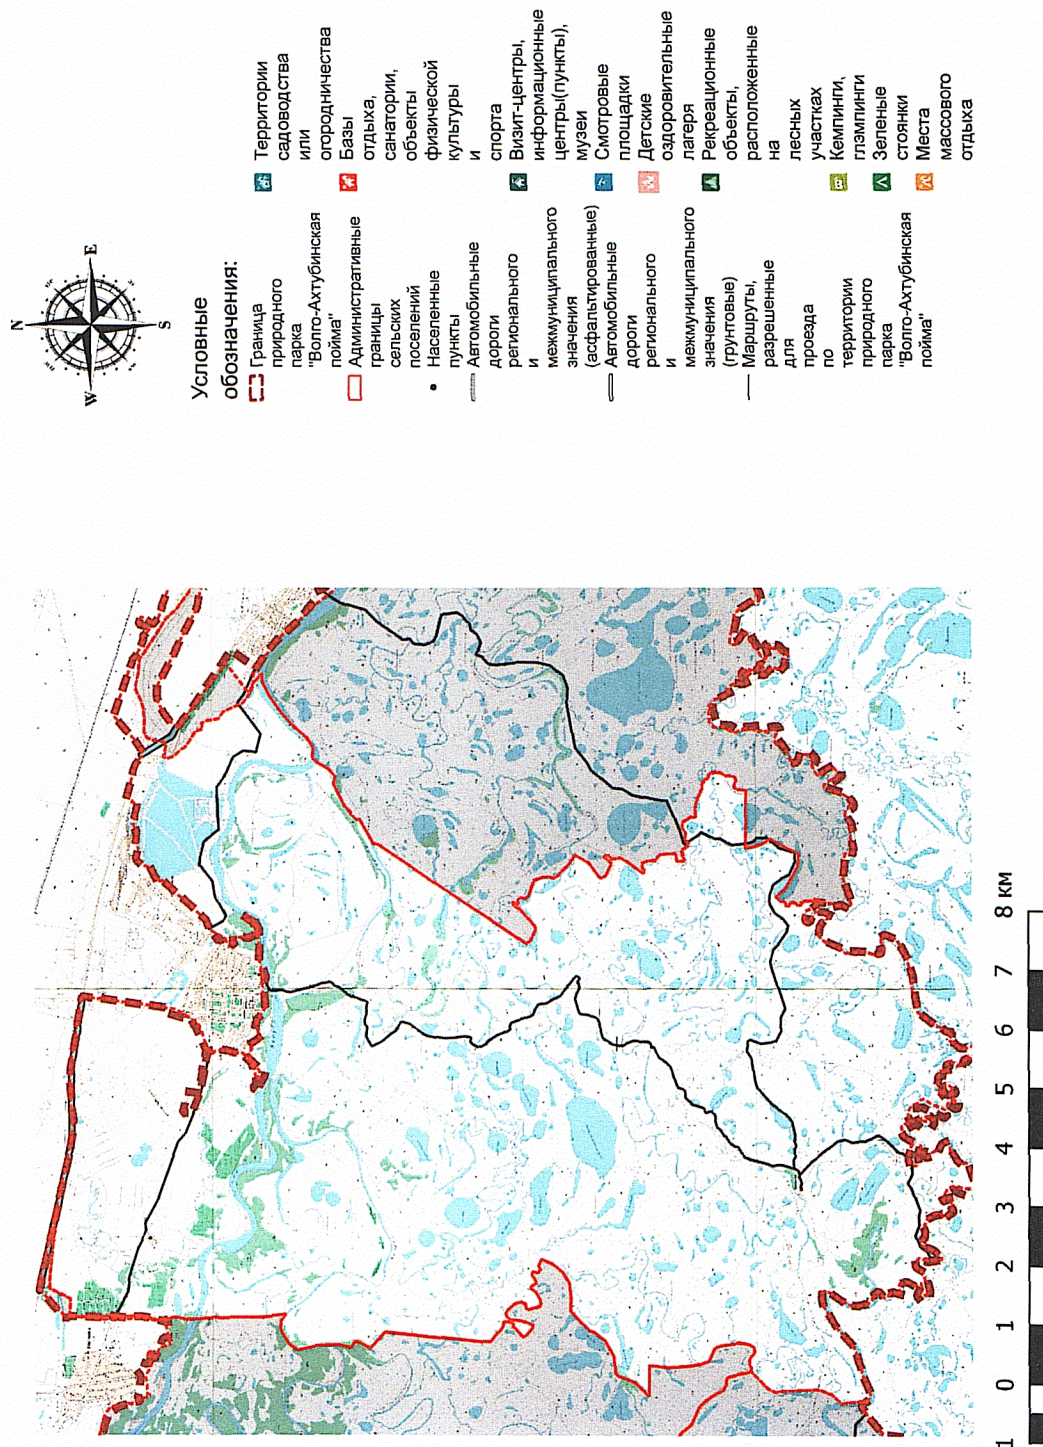 N
W
E
S
Условные
обозначения:
Граница
природного
парка
"Волго-Ахтубинская
пойма"
Административные
границы
сельских
поселений
Населенные
пункты
Автомобильные
дороги
регионального
и
межмуниципального
значения
(асфальтированные)
Автомобильные
дороги
регионального
и
межмуниципального
значения
(грунтовые)
Маршруты,
разрешенные
для
проезда
по
территории
природного
парка
"Волго-Ахтубинская
пойма"
Территории
садоводства
или
огородничества
Базы
отдыха,
санатории,
объекты
физической
культуры
и
спорта
Визит-центры,
информационные
центры(пункты),
музеи
Смотровые
площадки
Детские
оздоровительные
лагеря
Рекреационные
объекты,
расположенные
на
лесных
участках
Кемпинги,
глэмпинги
Зеленые
стоянки
Места
массового
отдыха
1 0 1 2 3 4 5 6 7 8 км